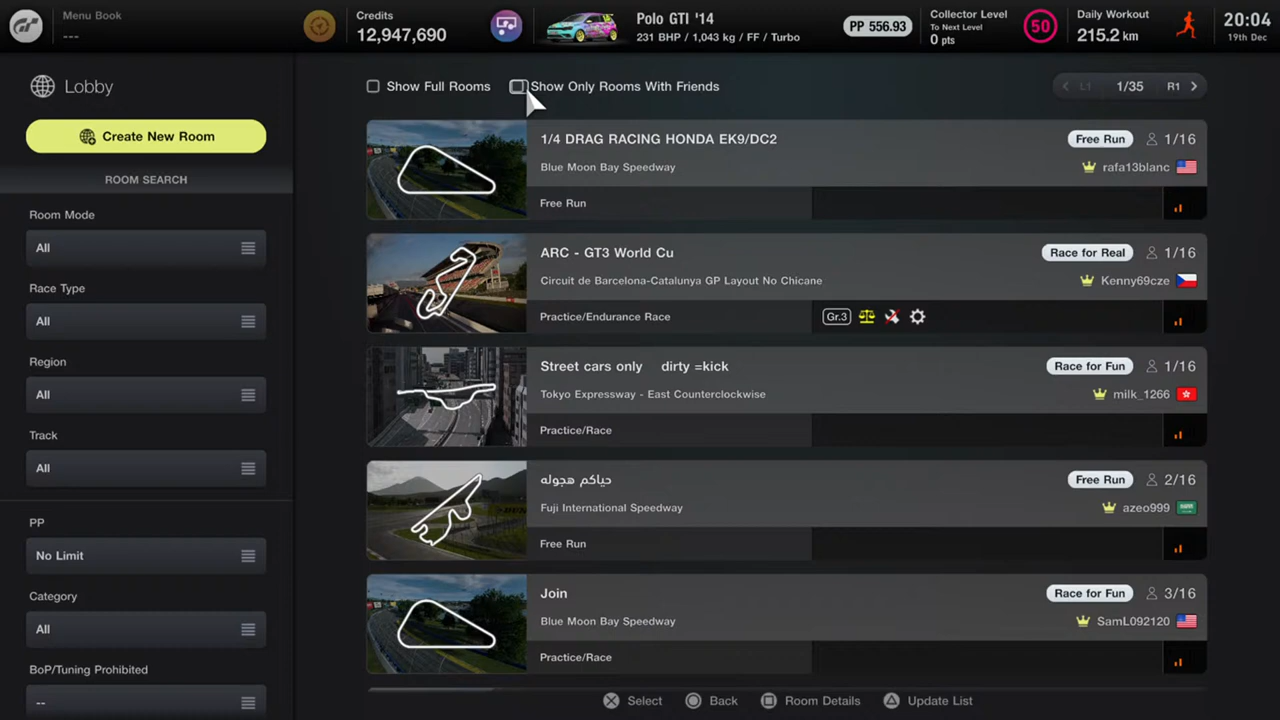 Menu Book
---
Credits
12,947,690
Polo GTI '14
231 BHP / 1,043 kg / FF / Turbo
PP 556.93
Collector Level
To Next Level
0 pts
50
Daily Workout
215.2 km
20:04
19th Dec
Lobby
Create New Room
ROOM SEARCH
Room Mode
All
Race Type
All
Region
All
Track
All
PP
No Limit
Category
All
BoP/Tuning Prohibited
--
Show Full Rooms
Show Only Rooms With Friends
L1 1/35 R1
1/4 DRAG RACING HONDA EK9/DC2
Free Run 1/16
Blue Moon Bay Speedway
rafa13blanc
Free Run
ARC - GT3 World Cu
Race for Real 1/16
Circuit de Barcelona-Catalunya GP Layout No Chicane
Kenny69cze
Practice/Endurance Race
Gr.3
Street cars only dirty =kick
Race for Fun 1/16
Tokyo Expressway - East Counterclockwise
milk_1266
Practice/Race
حياكم هجوله
Free Run 2/16
Fuji International Speedway
azeo999
Free Run
Join
Race for Fun 3/16
Blue Moon Bay Speedway
SamL092120
Practice/Race
Select Back Room Details Update List